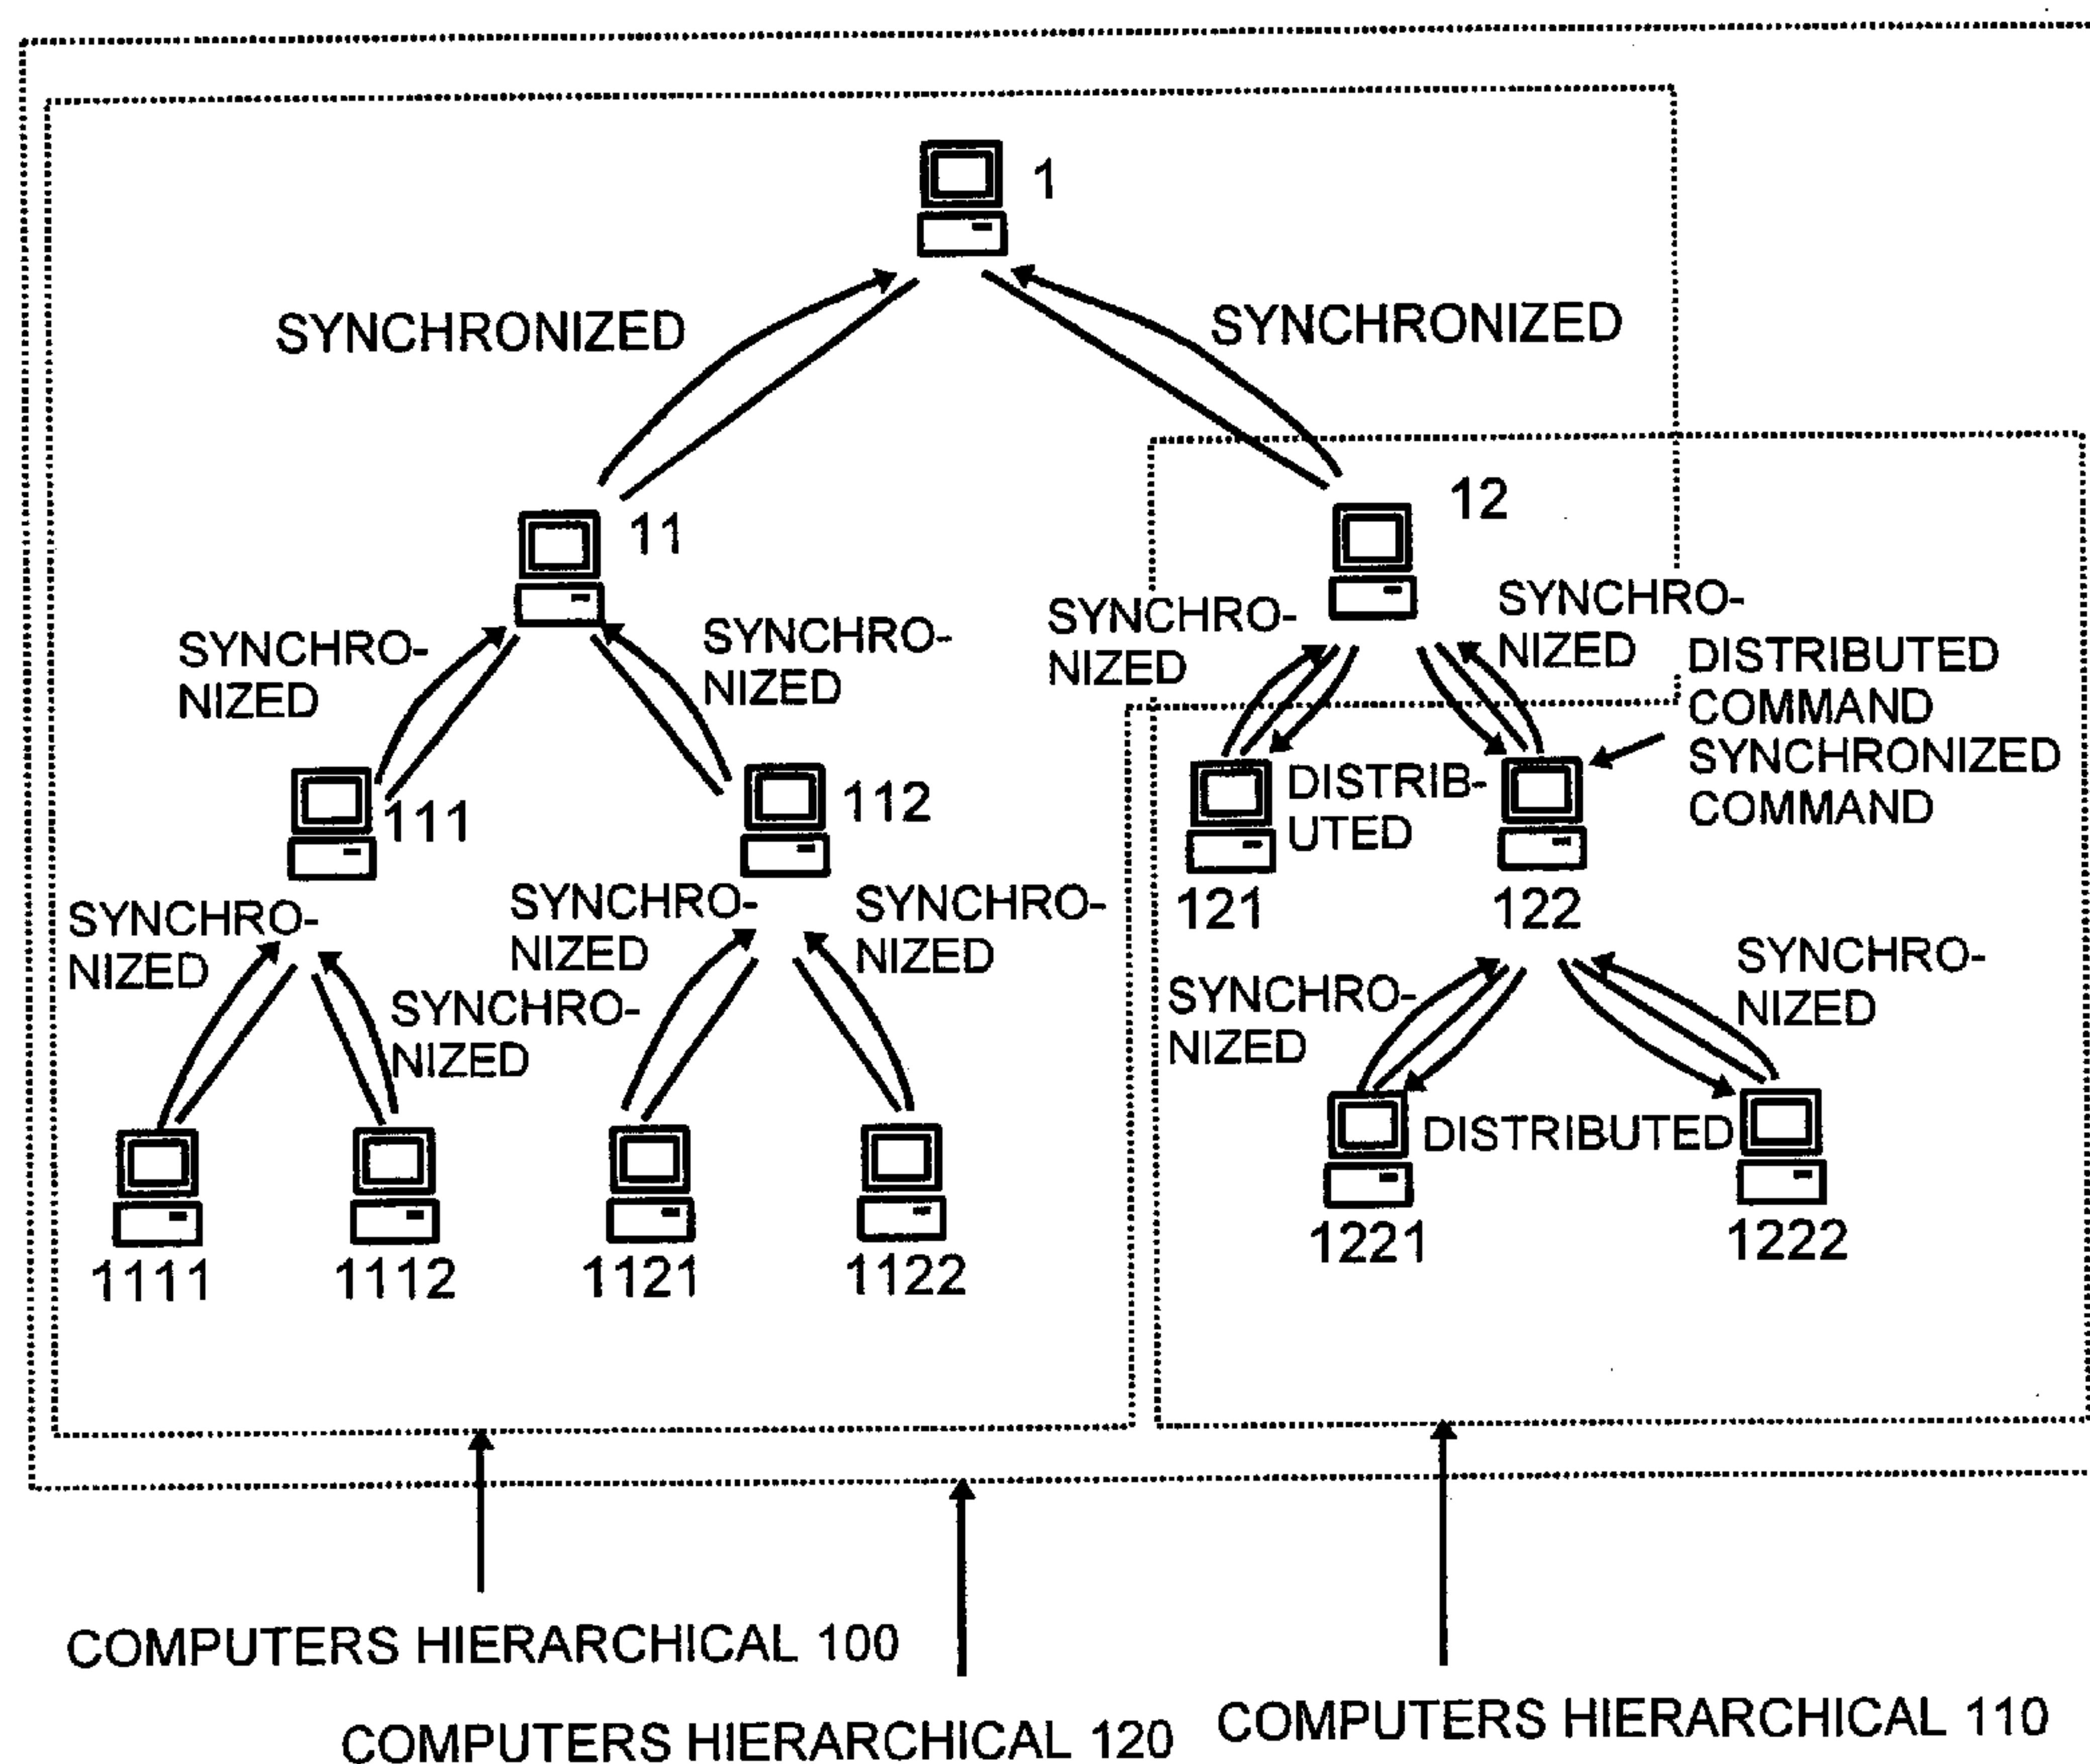 1
SYNCHRONIZED
SYNCHRONIZED
11
12
SYNCHRO-
NIZED
SYNCHRO-
NIZED
SYNCHRO-
NIZED
SYNCHRO-
NIZED
DISTRIBUTED
COMMAND
SYNCHRONIZED
COMMAND
111
112
DISTRIB-
UTED
121
122
SYNCHRO-
NIZED
SYNCHRO-
NIZED
SYNCHRO-
NIZED
SYNCHRO-
NIZED
SYNCHRO-
NIZED
SYNCHRO-
NIZED
DISTRIBUTED
1111
1112
1121
1122
1221
1222
COMPUTERS HIERARCHICAL 100
COMPUTERS HIERARCHICAL 120
COMPUTERS HIERARCHICAL 110